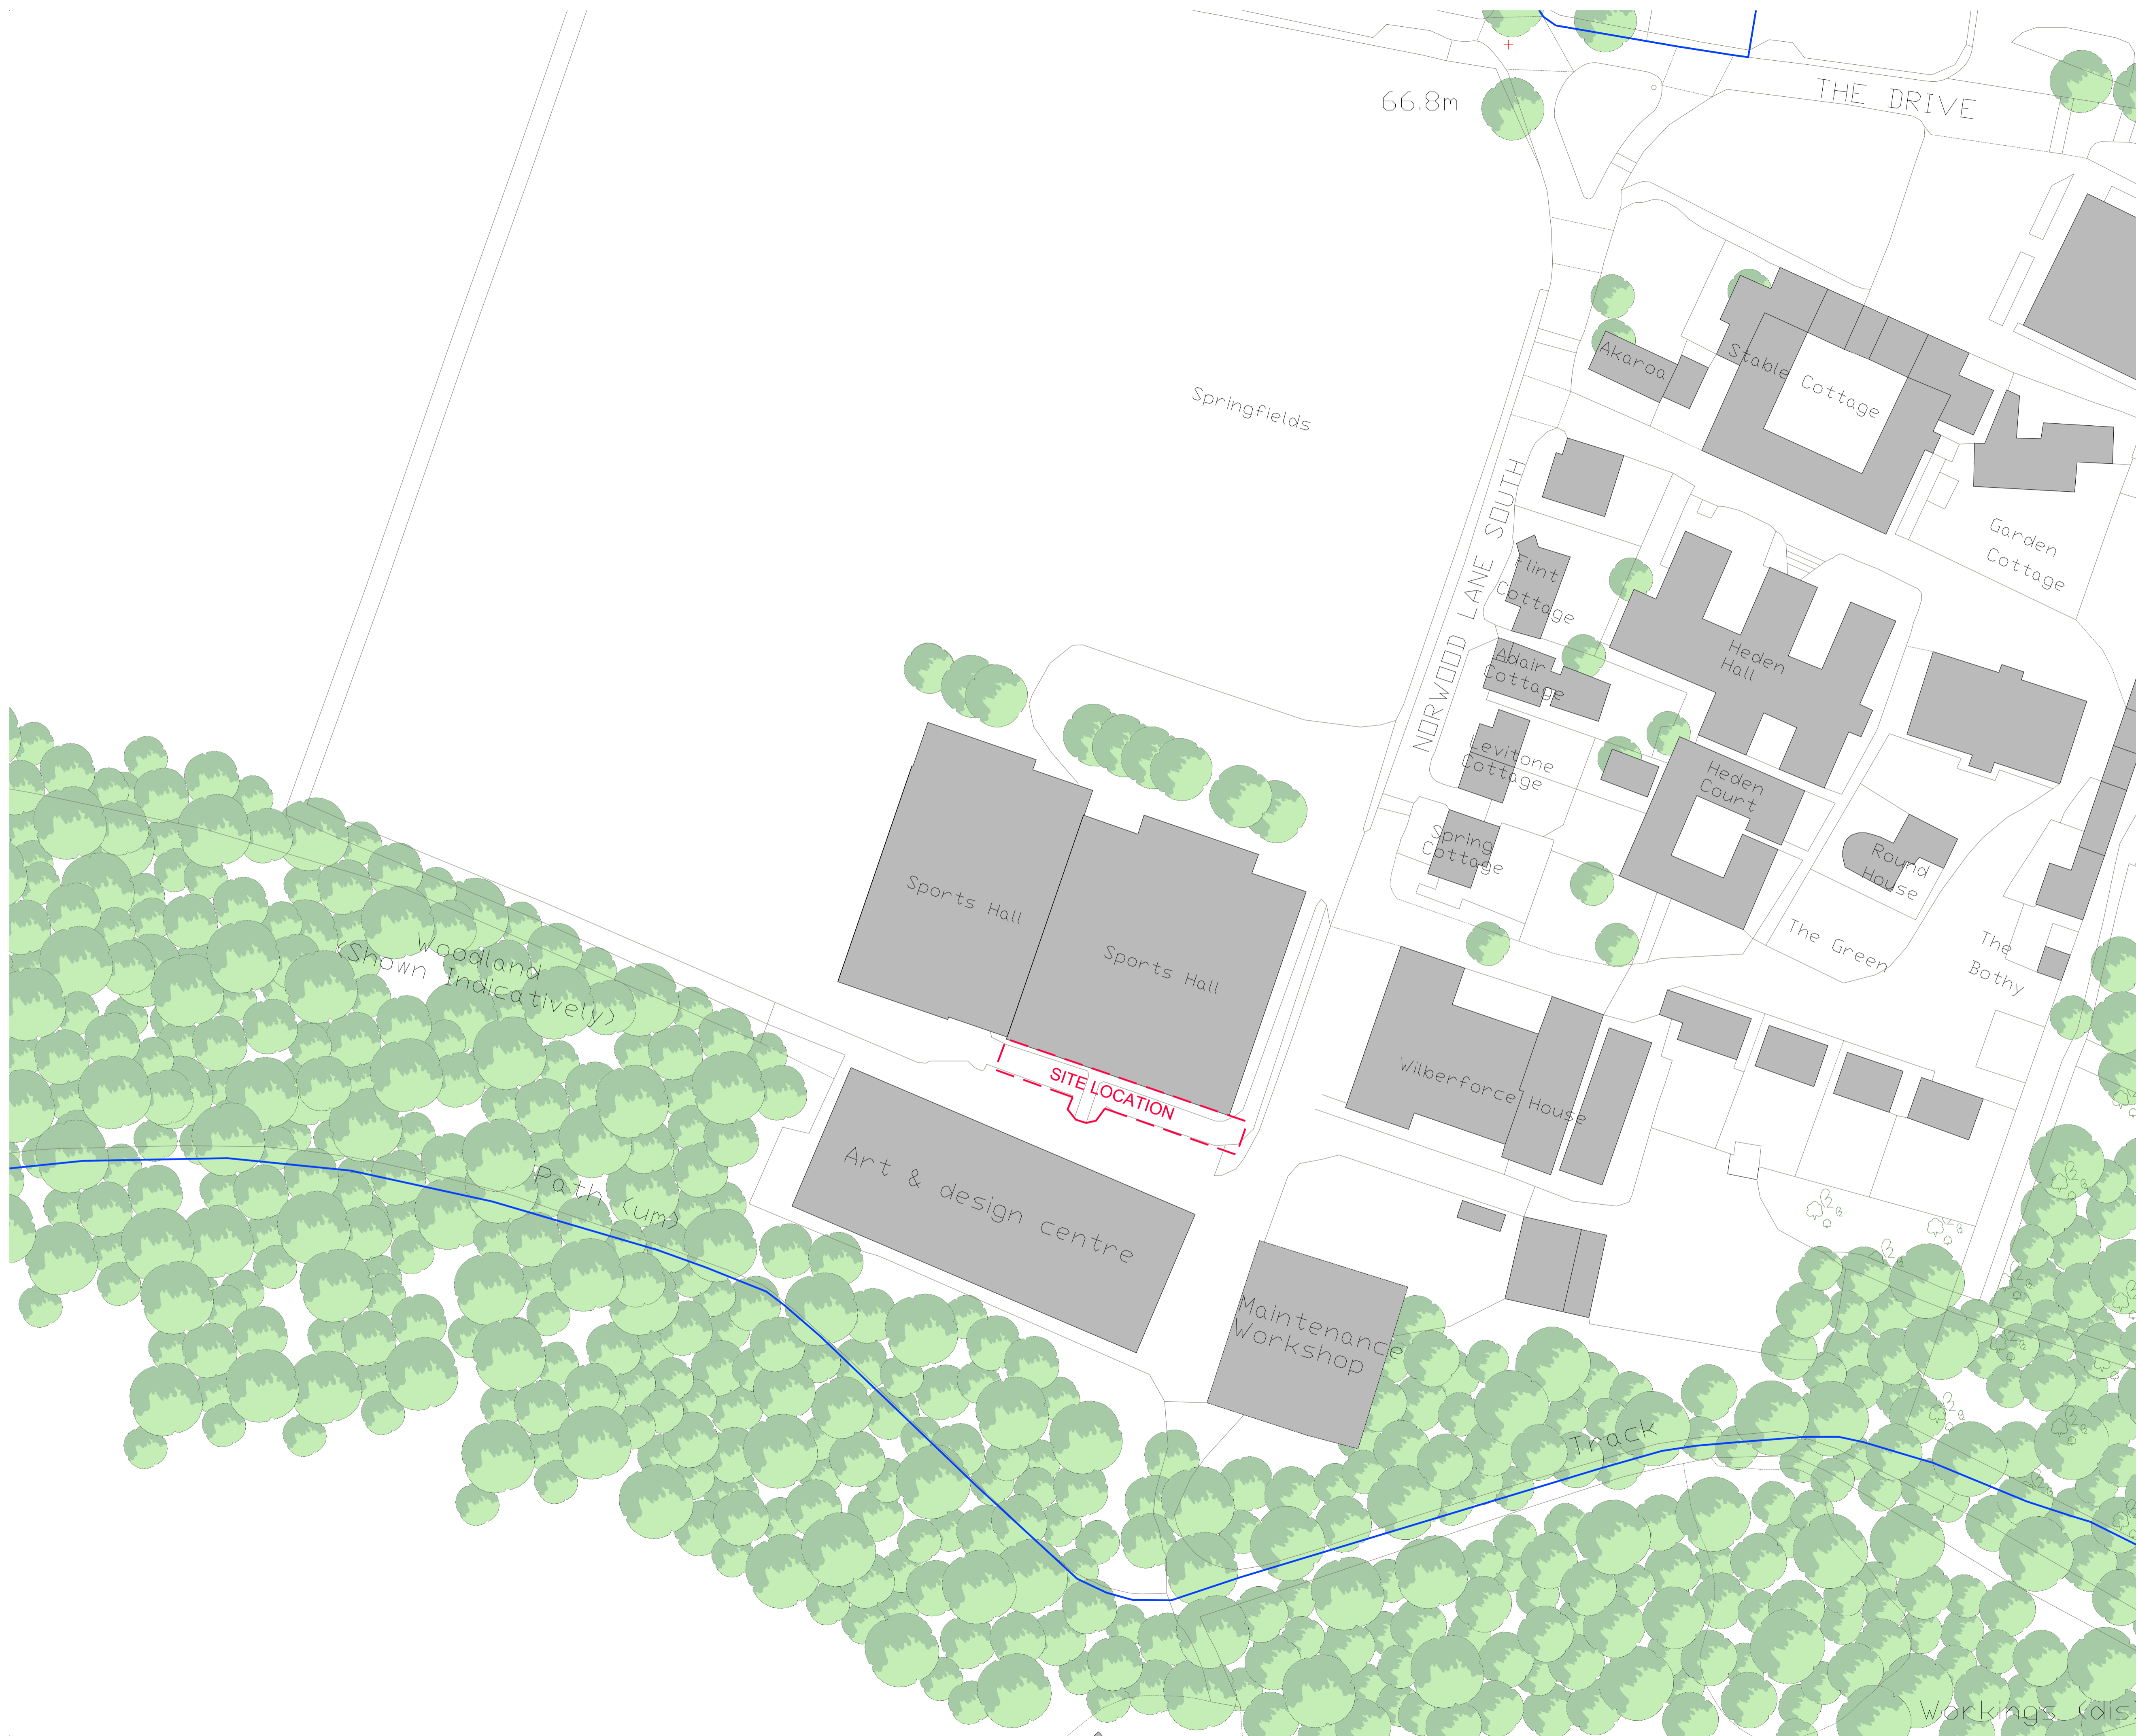 66.8m
THE DRIVE
Akaroa
Stable
Cottage
Springfields
NORWOOD LANE SOUTH
Garden
Cottage
Flint
Cottage
Heden
Hall
Adair
Cottage
Levitone
Cottage
Heden
Court
Spring
Cottage
Round
House
Sports Hall
Sports Hall
The Green
The
Bothy
Woodland
(Shown Indicatively)
SITE LOCATION
Wilberforce House
Art & design centre
Path (um)
Maintenance
Workshop
Track
Workings (dis